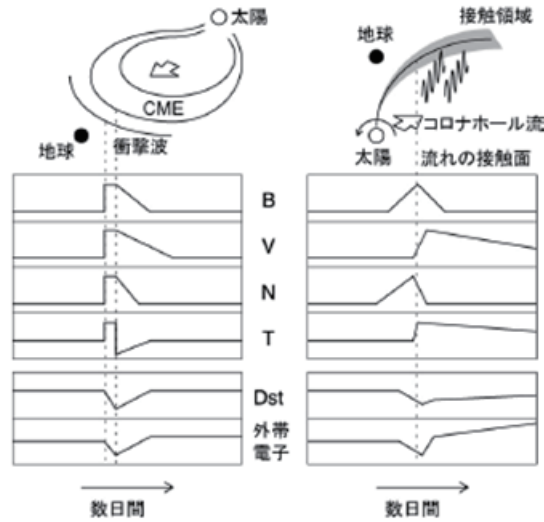 太陽
CME
地球
衝撃波
接触領域
地球
コロナホール流
太陽
流れの接触面
B
V
N
T
Dst
外帯
電子
数日間
数日間